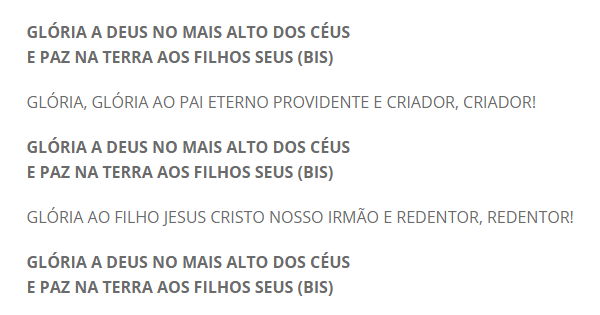 GLÓRIA A DEUS NO MAIS ALTO DOS CÉUS
E PAZ NA TERRA AOS FILHOS SEUS (BIS)
GLÓRIA, GLÓRIA AO PAI ETERNO PROVIDENTE E CRIADOR, CRIADOR!
GLÓRIA A DEUS NO MAIS ALTO DOS CÉUS
E PAZ NA TERRA AOS FILHOS SEUS (BIS)
GLÓRIA AO FILHO JESUS CRISTO NOSSO IRMÃO E REDENTOR, REDENTOR!
GLÓRIA A DEUS NO MAIS ALTO DOS CÉUS
E PAZ NA TERRA AOS FILHOS SEUS (BIS)